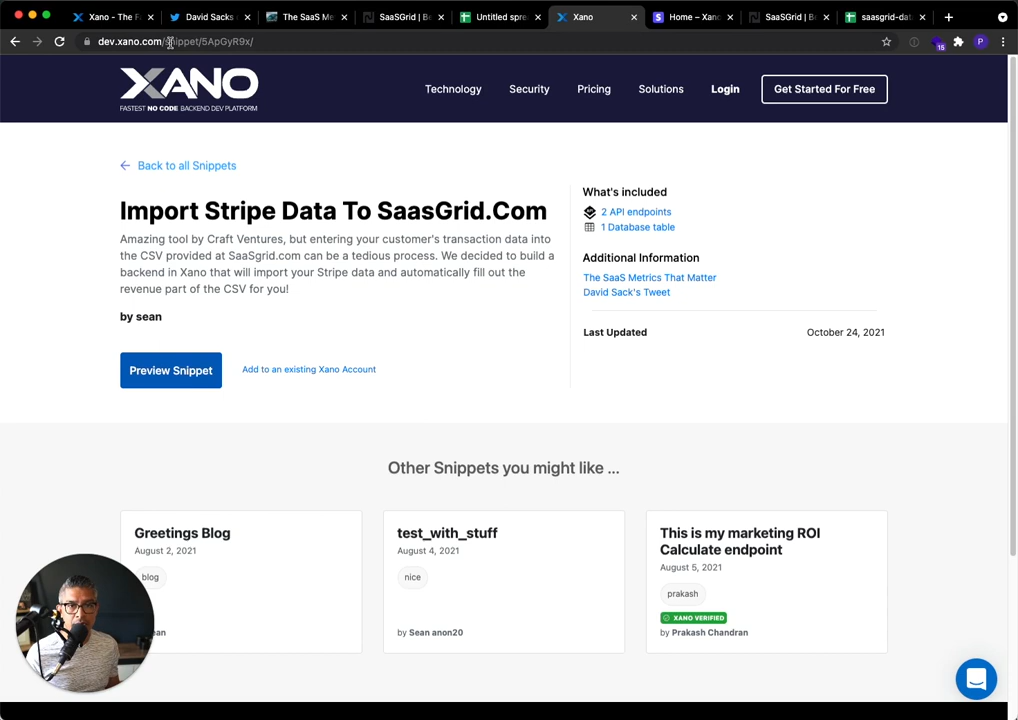 Xano - The F
David Sacks
The SaaS Me
SaaSGrid | Be
Untitled spre
Xano
Home – Xano
SaaSGrid | B
saasgrid-dat
dev.xano.com/snippet/5ApGyR9x/
P
15
XANO
FASTEST NO CODE BACKEND DEV PLATFORM
Technology
Security
Pricing
Solutions
Login
Get Started For Free
Back to all Snippets
Import Stripe Data To SaasGrid.Com
Amazing tool by Craft Ventures, but entering your customer's transaction data into
the CSV provided at SaaSgrid.com can be a tedious process. We decided to build a
backend in Xano that will import your Stripe data and automatically fill out the
revenue part of the CSV for you!
by sean
Preview Snippet
Add to an existing Xano Account
What's included
2 API endpoints
1 Database table
Additional Information
The SaaS Metrics That Matter
David Sack's Tweet
Last Updated
October 24, 2021
Other Snippets you might like ...
Greetings Blog
August 2, 2021
blog
ean
test_with_stuff
August 4, 2021
nice
by Sean anon20
This is my marketing ROI
Calculate endpoint
August 5, 2021
prakash
XANO VERIFIED
by Prakash Chandran